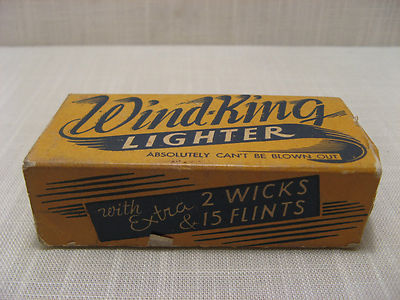 Wind-King
LIGHTER
ABSOLUTELY CAN'T BE BLOWN OUT
with Extra 2 WICKS
& 15 FLINTS